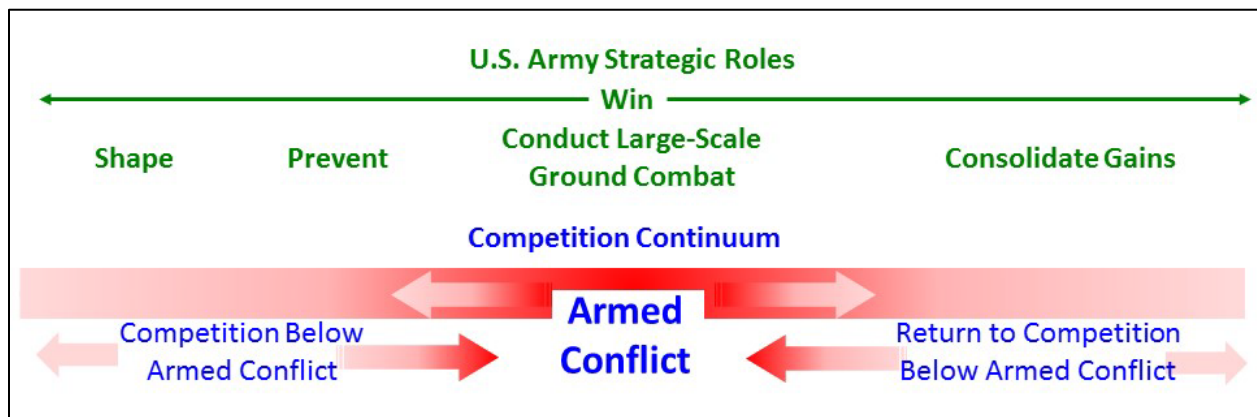 U.S. Army Strategic Roles
Win
Shape
Prevent
Conduct Large-Scale
Ground Combat
Consolidate Gains
Competition Continuum
Competition Below
Armed Conflict
Armed
Conflict
Return to Competition
Below Armed Conflict